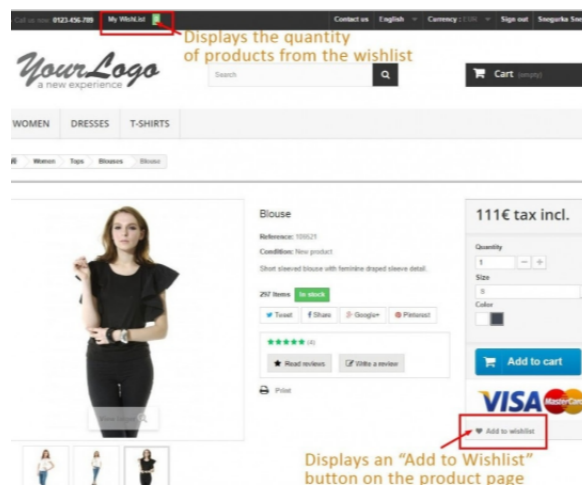 Call us now: 0123-456-789 My WishList Contact us English Currency : EUR Sign out
Displays the quantity
of products from the wishlist
YourLogo
a new experience
Search
Cart (empty)
WOMEN DRESSES T-SHIRTS
Women Tops Blouses Blouse
Blouse
Reference:
Condition: New product
Short sleeved blouse with feminine draped sleeve detail.
297 Items In stock
Tweet Share Google+ Pinterest
(4)
Read reviews Write a review
Print
111€ tax incl.
Quantity
1
Size
S
Color
Add to cart
VISA MasterCard
Add to wishlist
Displays an “Add to Wishlist”
button on the product page